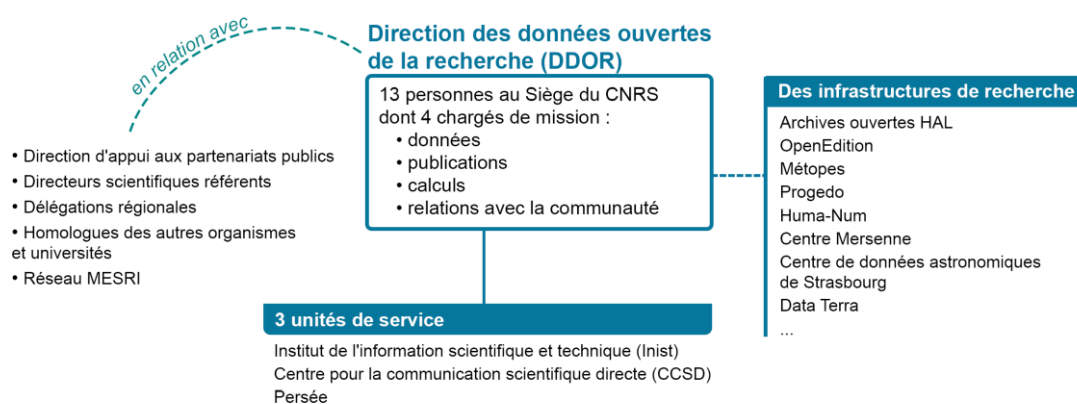 en relation avec
Direction des données ouvertes
de la recherche (DDOR)
13 personnes au Siège du CNRS
dont 4 chargés de mission :
• données
• publications
• calculs
• relations avec la communauté
• Direction d'appui aux partenariats publics
• Directeurs scientifiques référents
• Délégations régionales
• Homologues des autres organismes
et universités
• Réseau MESRI
Des infrastructures de recherche
Archives ouvertes HAL
OpenEdition
Métopes
Progedo
Huma-Num
Centre Mersenne
Centre de données astronomiques
de Strasbourg
Data Terra
...
3 unités de service
Institut de l'information scientifique et technique (Inist)
Centre pour la communication scientifique directe (CCSD)
Persée